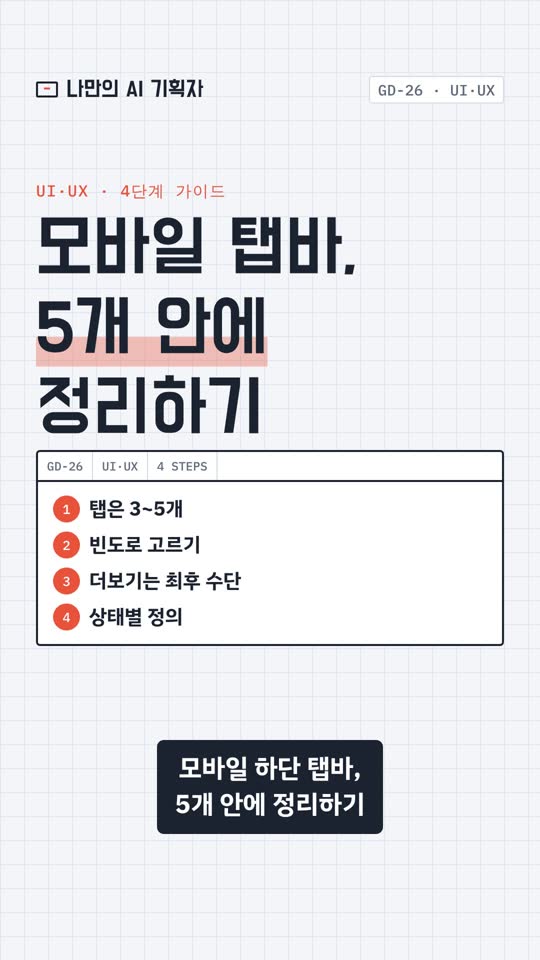 나만의 AI 기획자
GD-26 · UI·UX
UI·UX · 4단계 가이드
모바일 탭바,
5개 안에
정리하기
GD-26 UI·UX 4 STEPS
1 탭은 3~5개
2 빈도로 고르기
3 더보기는 최후 수단
4 상태별 정의
모바일 하단 탭바,
5개 안에 정리하기